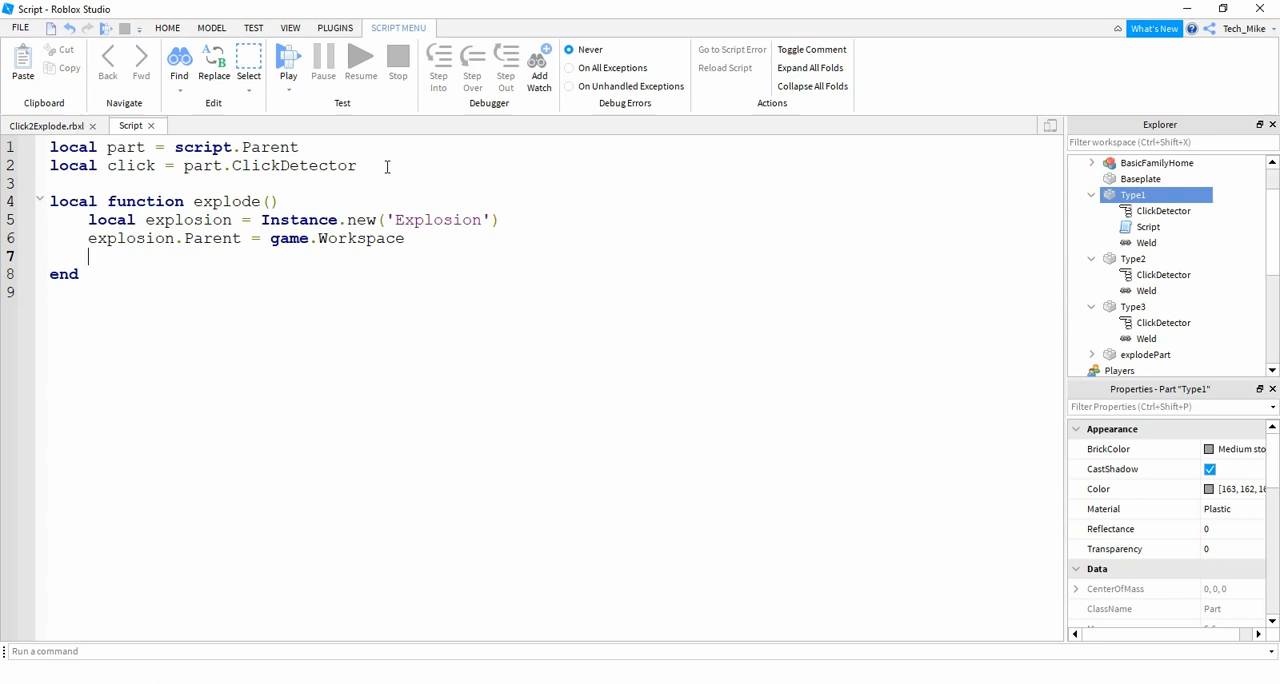 Script - Roblox Studio
FILE HOME MODEL TEST VIEW PLUGINS SCRIPT MENU What's New Tech_Mike
Paste Cut Copy Back Fwd Find Replace Select Play Pause Resume Stop Step Into Step Over Step Out Add Watch Never On All Exceptions On Unhandled Exceptions Go to Script Error Reload Script Toggle Comment Expand All Folds Collapse All Folds
Clipboard Navigate Edit Test Debugger Debug Errors Actions
Click2Explode.rbxl Script
1 local part = script.Parent
2 local click = part.ClickDetector
3
4 local function explode()
5 local explosion = Instance.new('Explosion')
6 explosion.Parent = game.Workspace
7
8 end
9
Explorer
Filter workspace (Ctrl+Shift+X)
BasicFamilyHome
Baseplate
Type1
ClickDetector
Script
Weld
Type2
ClickDetector
Weld
Type3
ClickDetector
Weld
explodePart
Players
Properties - Part "Type1"
Filter Properties (Ctrl+Shift+P)
Appearance
BrickColor Medium sto
CastShadow
Color [163, 162, 16
Material Plastic
Reflectance 0
Transparency 0
Data
CenterOfMass 0, 0, 0
ClassName Part
Run a command